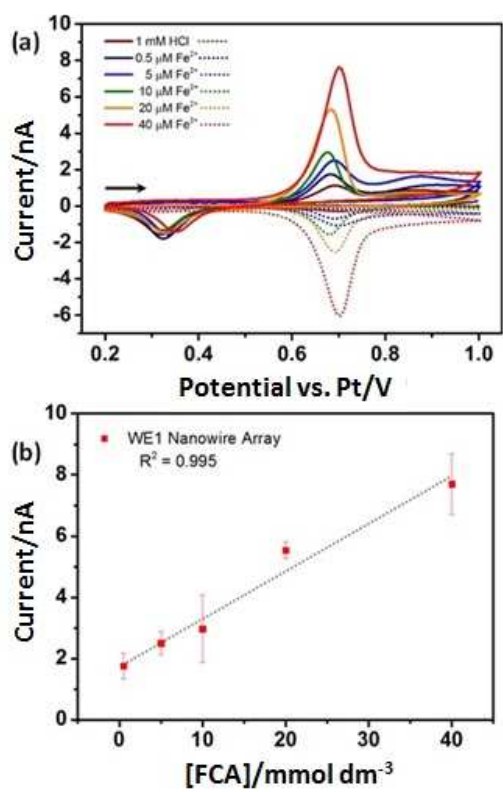 (a)
10
8
6
4
2
0
-2
-4
-6
Current/nA
1 mM HCl
0.5 μM Fe²⁺
5 μM Fe²⁺
10 μM Fe²⁺
20 μM Fe²⁺
40 μM Fe²⁺
0.2 0.4 0.6 0.8 1.0
Potential vs. Pt/V
(b)
10
8
6
4
2
0
Current/nA
WE1 Nanowire Array
R² = 0.995
0 10 20 30 40
[FCA]/mmol dm⁻³